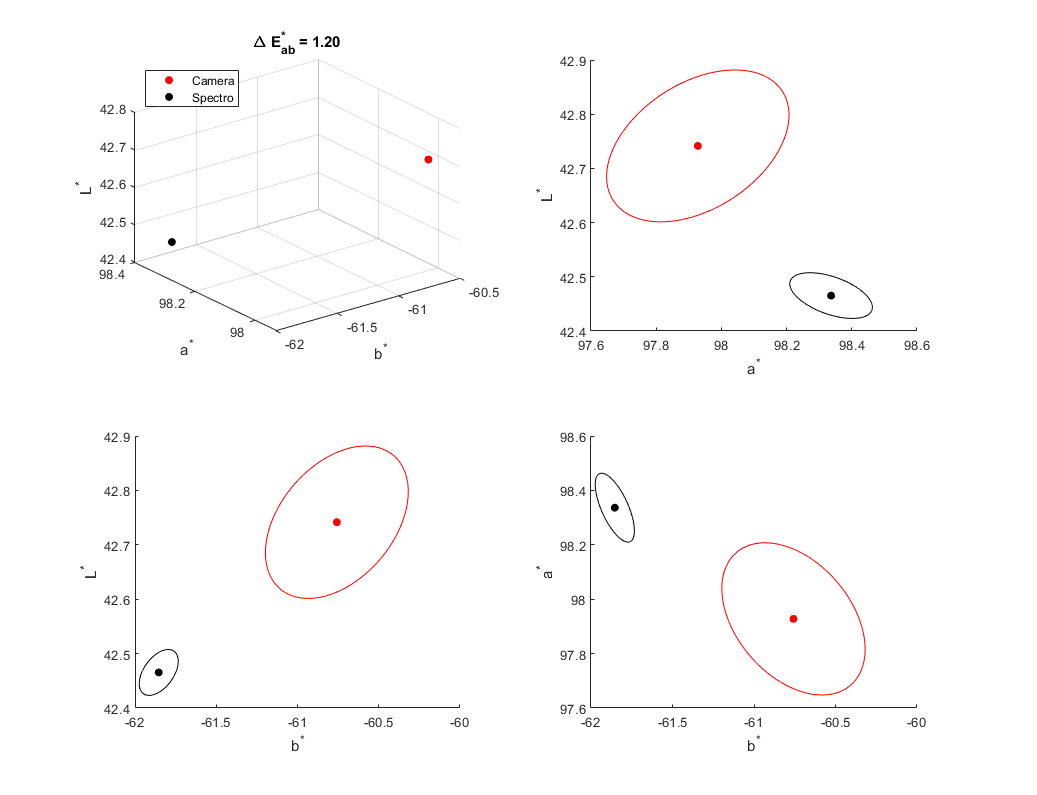 Δ E*ab = 1.20
Camera
Spectro
42.8
42.7
42.6
42.5
42.4
L*
98.4
98.2
98
a*
-62
-61.5
-61
-60.5
b*
42.9
42.8
42.7
42.6
42.5
42.4
L*
97.6 97.8 98 98.2 98.4 98.6
a*
42.9
42.8
42.7
42.6
42.5
42.4
L*
-62 -61.5 -61 -60.5 -60
b*
98.6
98.4
98.2
98
97.8
97.6
a*
-62 -61.5 -61 -60.5 -60
b*